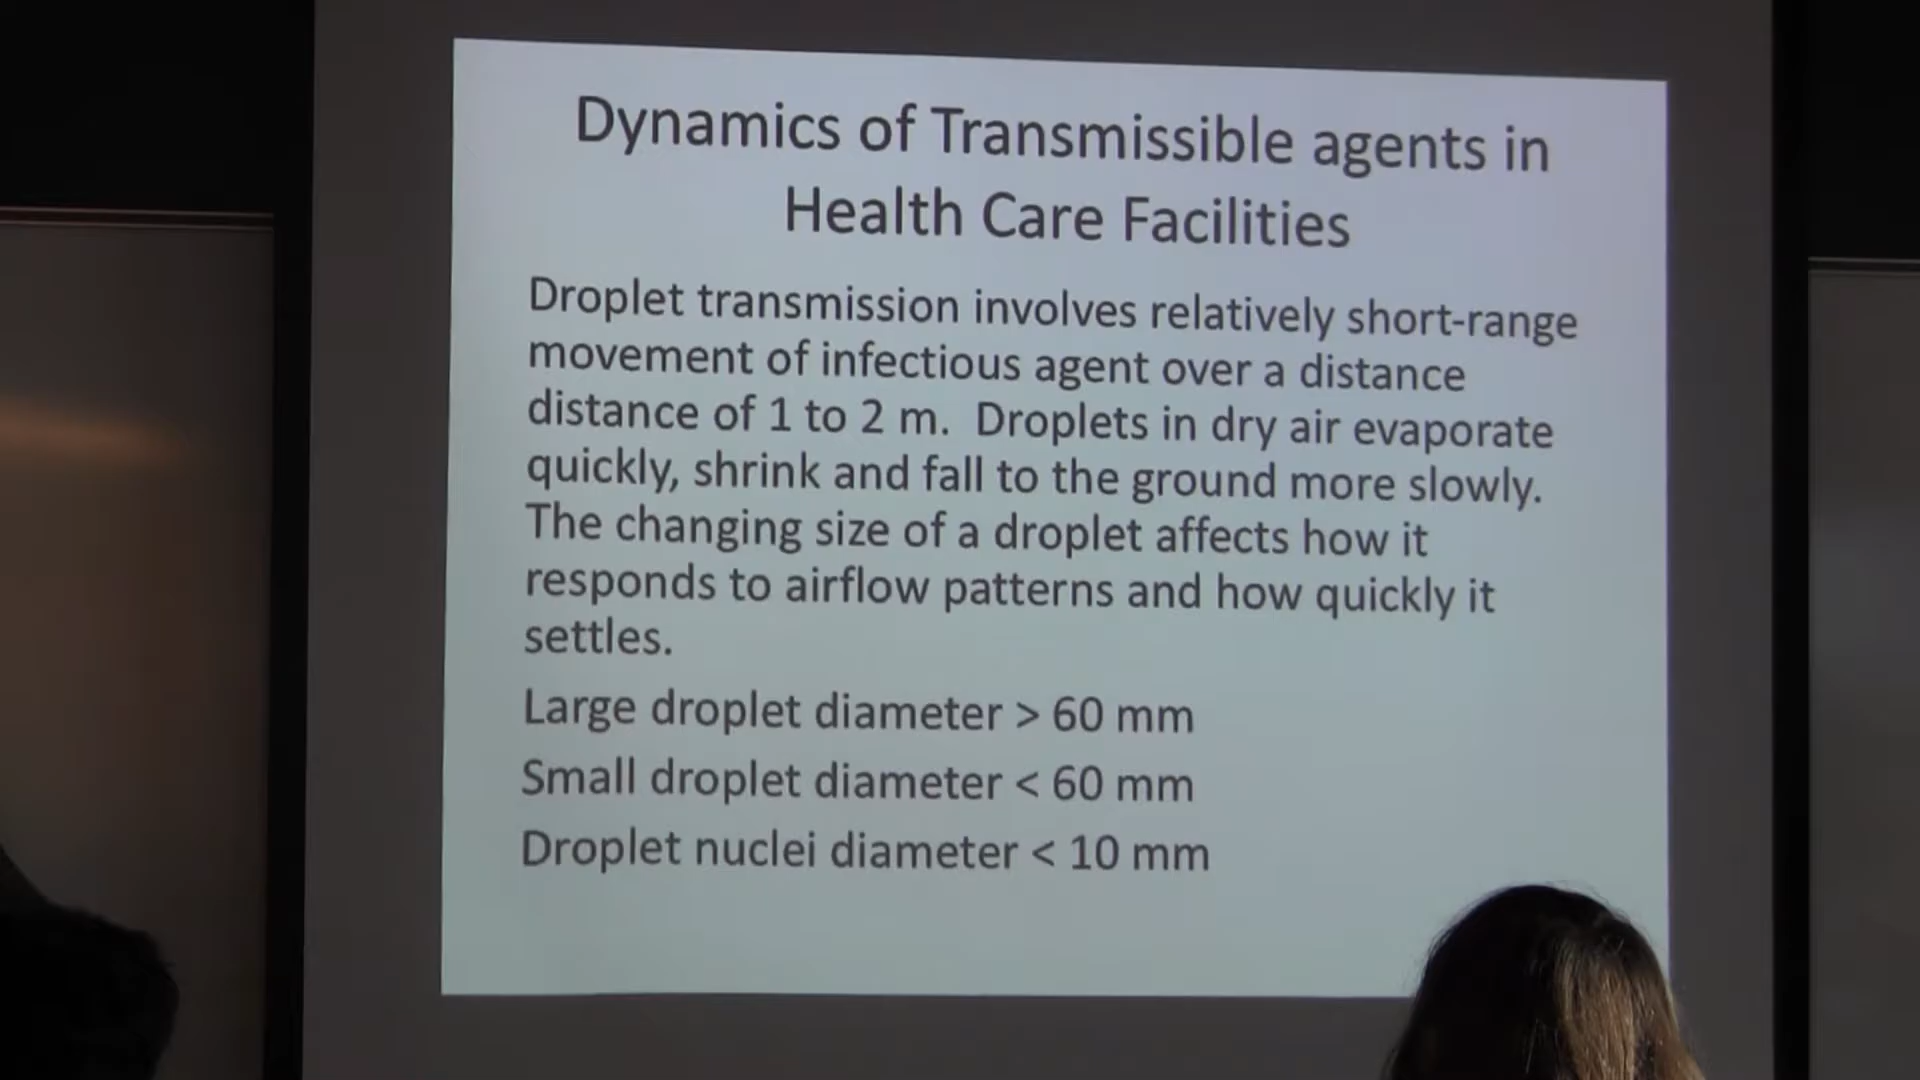 Dynamics of Transmissible agents in
Health Care Facilities
Droplet transmission involves relatively short-range
movement of infectious agent over a distance
distance of 1 to 2 m. Droplets in dry air evaporate
quickly, shrink and fall to the ground more slowly.
The changing size of a droplet affects how it
responds to airflow patterns and how quickly it
settles.
Large droplet diameter > 60 mm
Small droplet diameter < 60 mm
Droplet nuclei diameter < 10 mm